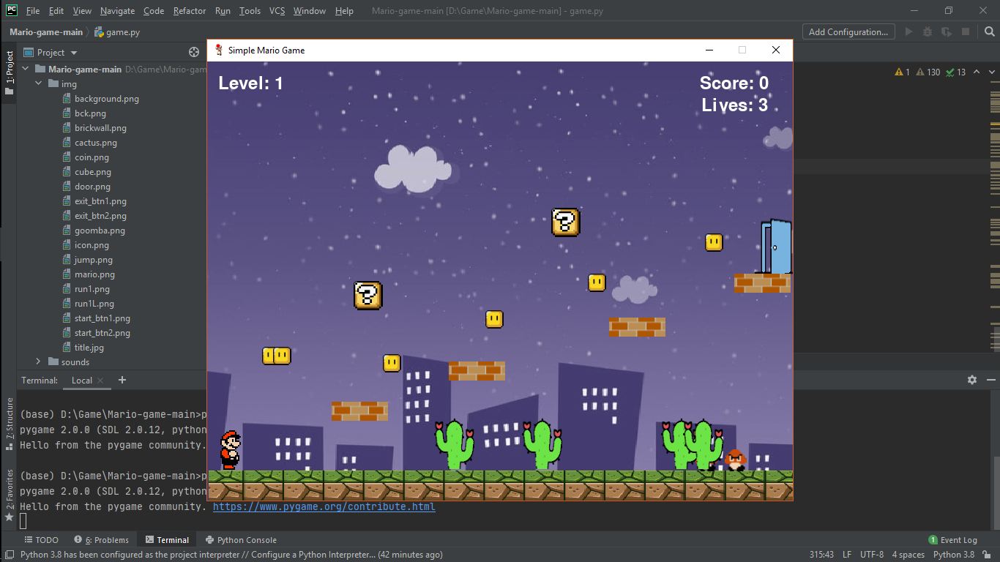 File Edit View Navigate Code Refactor Run Tools VCS Window Help Mario-game-main [D:\Game\Mario-game-main] - game.py
Mario-game-main game.py Add Configuration...
1: Project
Project
Mario-game-main D:\Game\Mario-gam
img
background.png
bck.png
brickwall.png
cactus.png
coin.png
cube.png
door.png
exit_btn1.png
exit_btn2.png
goomba.png
icon.png
jump.png
mario.png
run1.png
run1L.png
start_btn1.png
start_btn2.png
title.jpg
sounds
Simple Mario Game
Level: 1
Score: 0
Lives: 3
1 130 13
Terminal: Local
(base) D:\Game\Mario-game-main>p
pygame 2.0.0 (SDL 2.0.12, python
Hello from the pygame community.
(base) D:\Game\Mario-game-main>p
pygame 2.0.0 (SDL 2.0.12, python
Hello from the pygame community. https://www.pygame.org/contribute.html
7: Structure
2: Favorites
TODO 6: Problems Terminal Python Console 1 Event Log
Python 3.8 has been configured as the project interpreter // Configure a Python Interpreter... (42 minutes ago) 315:43 LF UTF-8 4 spaces Python 3.8